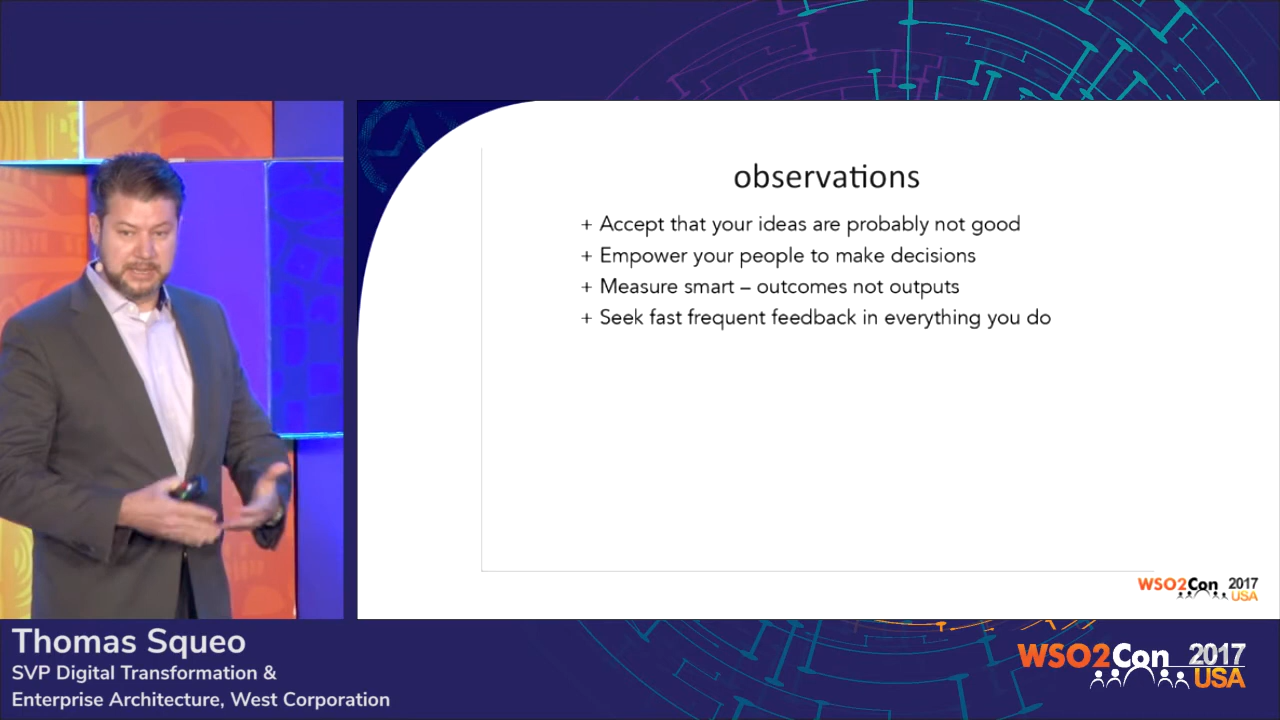 observations
+ Accept that your ideas are probably not good
+ Empower your people to make decisions
+ Measure smart – outcomes not outputs
+ Seek fast frequent feedback in everything you do
WSO2Con 2017
USA
Thomas Squeo
SVP Digital Transformation &
Enterprise Architecture, West Corporation
WSO2Con 2017
USA